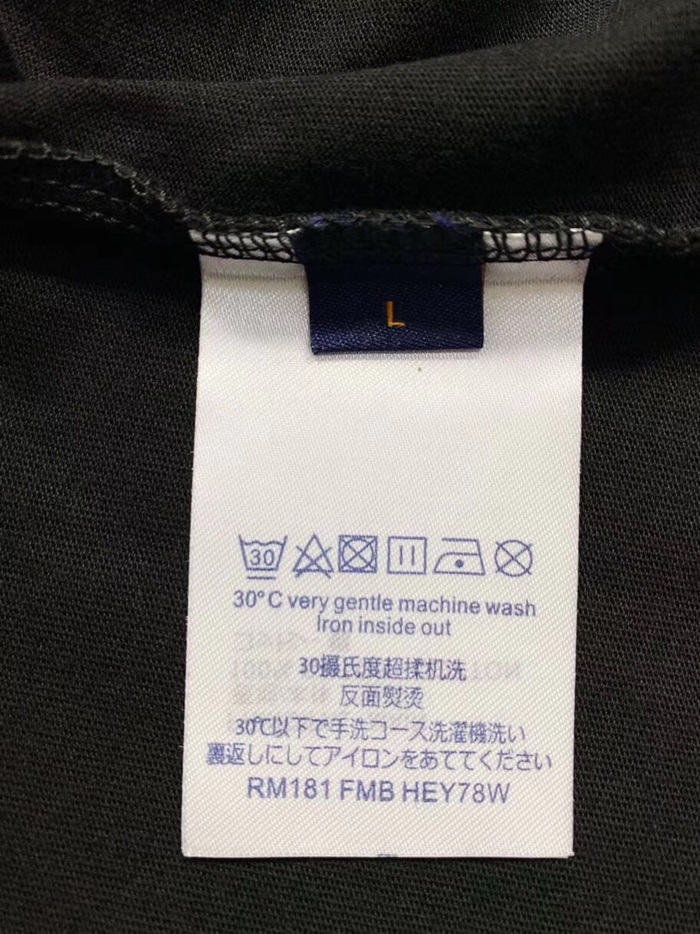 L
30
30°C very gentle machine wash
Iron inside out
30摄氏度超揉机洗
反面熨烫
30℃以下で手洗コース洗濯機洗い
裏返しにしてアイロンをあててください
RM181 FMB HEY78W